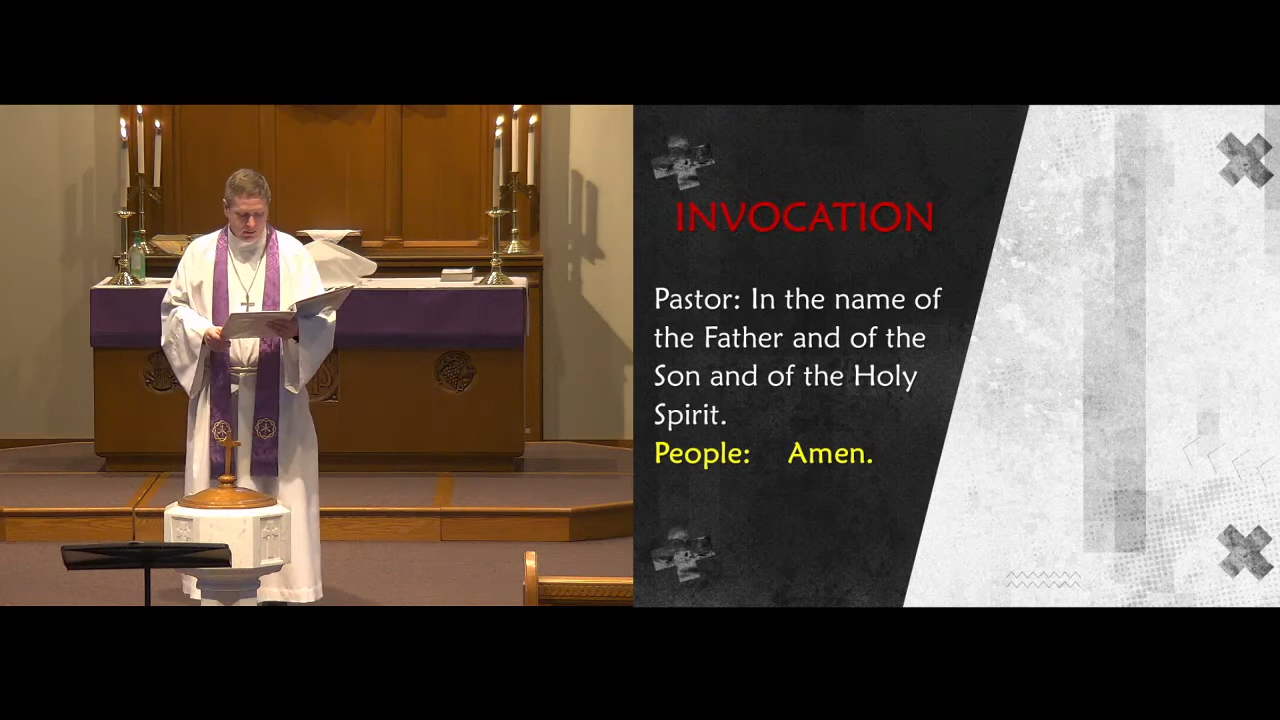 INVOCATION
Pastor: In the name of
the Father and of the
Son and of the Holy
Spirit.
People: Amen.